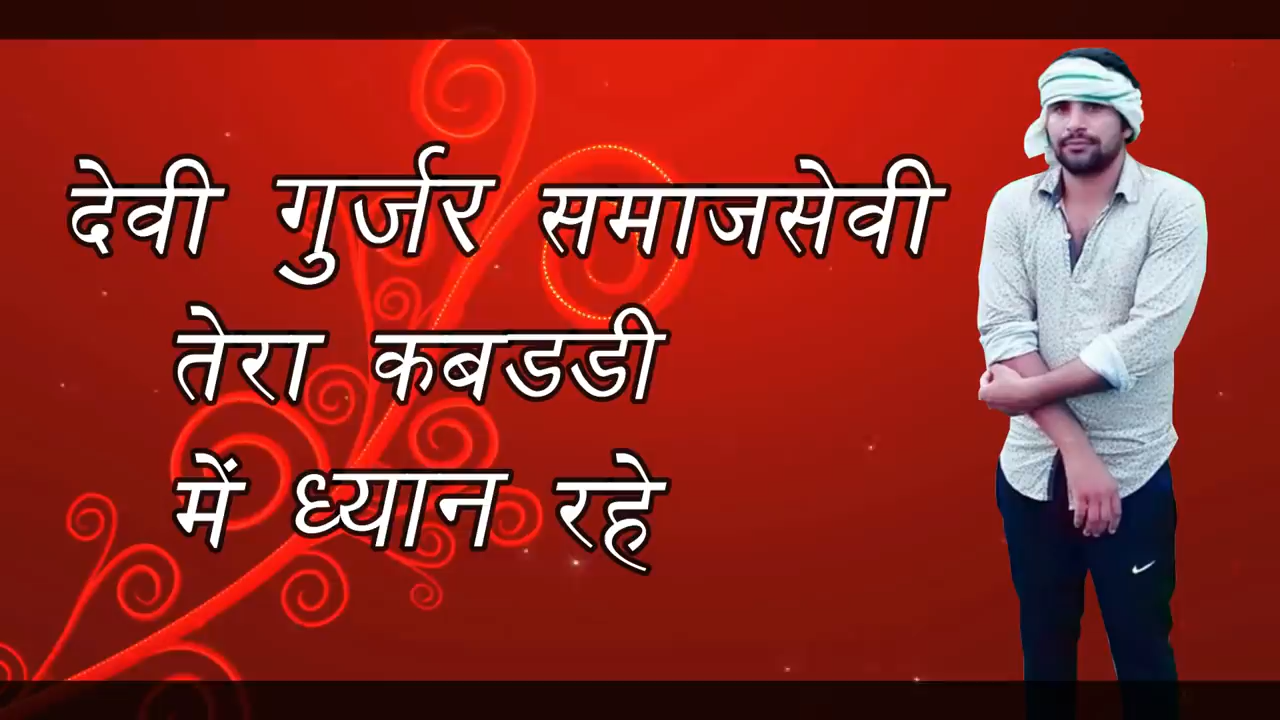 देवी गुर्जर समाजसेवी
तेरा कबडडी
में ध्यान रहे